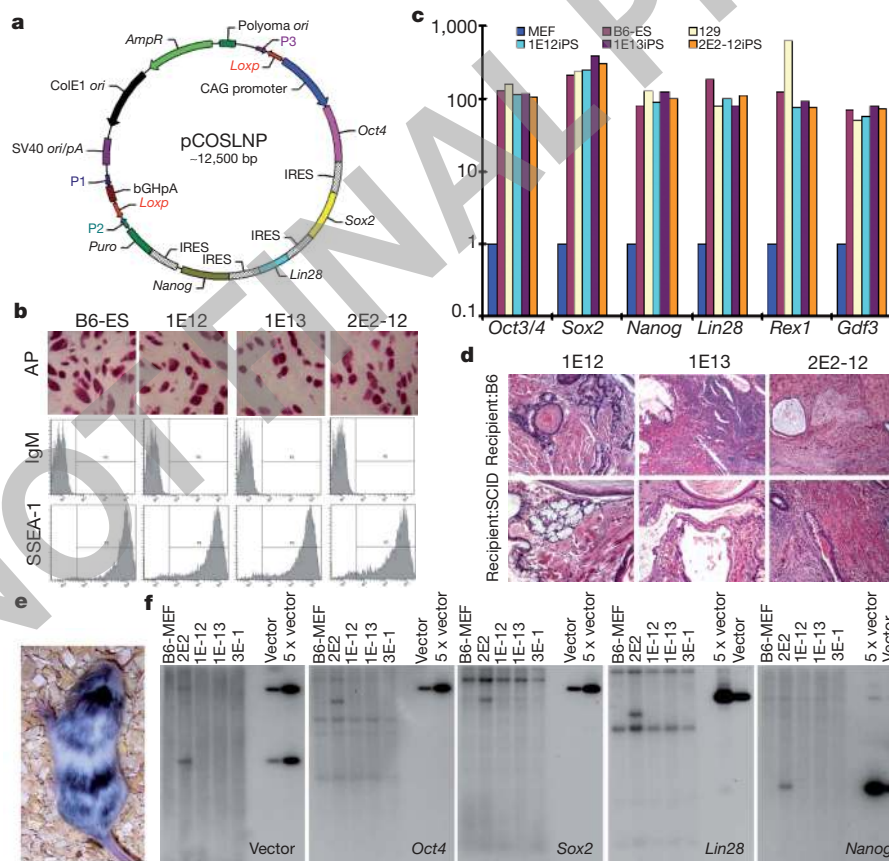 a
Polyoma ori
P3
AmpR
Loxp
CAG promoter
ColE1 ori
pCOSLNP
~12,500 bp
Oct4
SV40 ori/pA
IRES
P1
bGHpA
Loxp
P2
Sox2
Puro
IRES
IRES
IRES
Nanog
Lin28
b
B6-ES 1E12 1E13 2E2-12
AP
IgM
SSEA-1
c
MEF B6-ES 129
1E12iPS 1E13iPS 2E2-12iPS
1,000
100
10
1
0.1
Oct3/4 Sox2 Nanog Lin28 Rex1 Gdf3
d
1E12 1E13 2E2-12
Recipient:B6
Recipient:SCID
e
f
B6-MEF 2E2 1E-12 1E-13 3E-1 Vector 5 x vector
B6-MEF 2E2 1E-12 1E-13 3E-1 Vector 5 x vector
B6-MEF 2E2 1E-12 1E-13 3E-1 Vector 5 x vector
B6-MEF 2E2 1E-12 1E-13 3E-1 5 x vector Vector
B6-MEF 2E2 1E-12 1E-13 3E-1 5 x vector Vector
Vector Oct4 Sox2 Lin28 Nanog
NOT FINAL